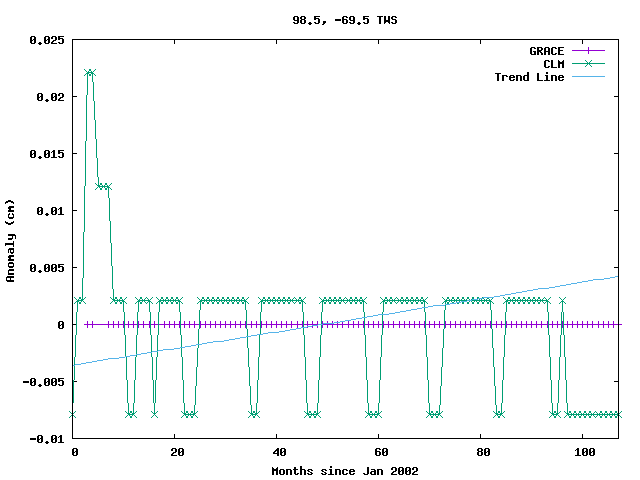 98.5, -69.5 TWS
GRACE
CLM
Trend Line
0.025
0.02
0.015
0.01
0.005
0
-0.005
-0.01
Anomaly (cm)
0 20 40 60 80 100
Months since Jan 2002